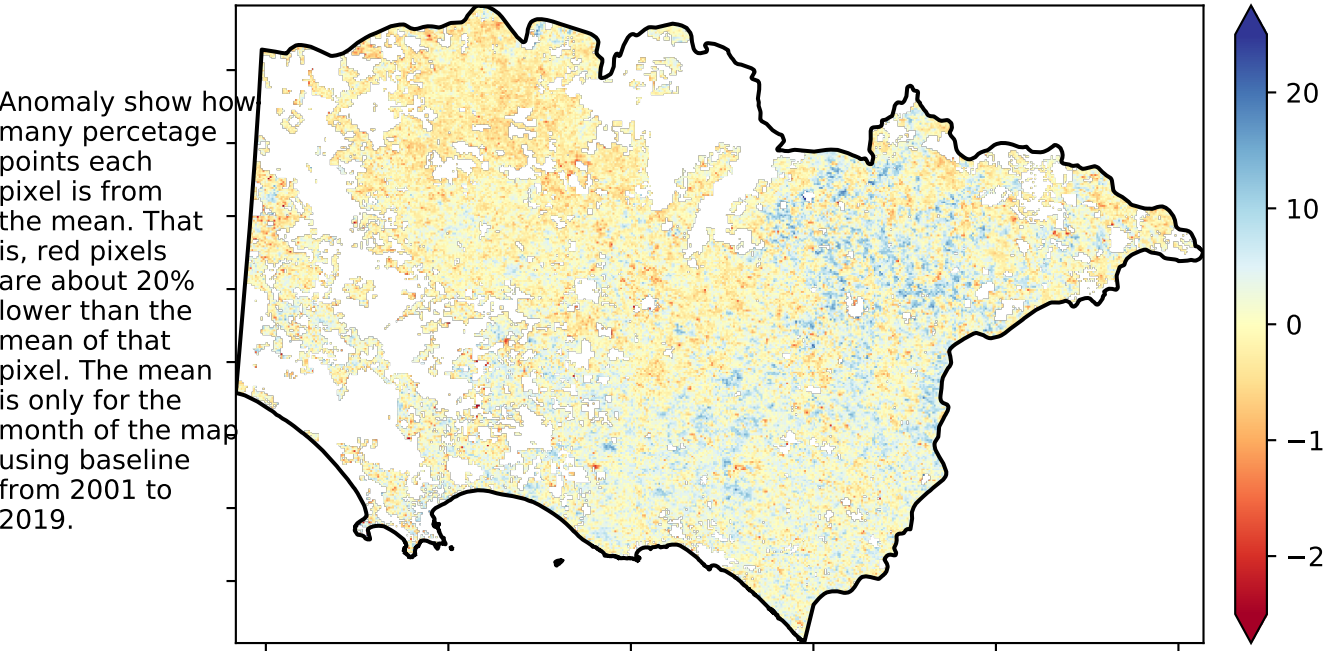 Anomaly show how
many percetage
points each
pixel is from
the mean. That
is, red pixels
are about 20%
lower than the
mean of that
pixel. The mean
is only for the
month of the map
using baseline
from 2001 to
2019.
20
10
0
−1
−2